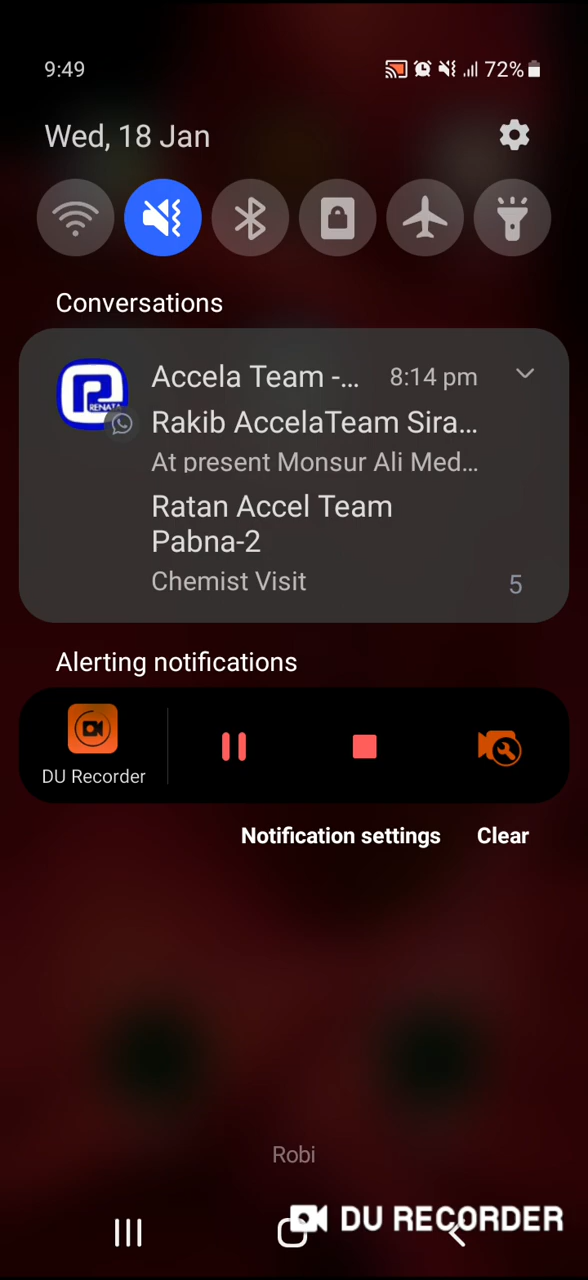 9:49
72%
Wed, 18 Jan
Conversations
Accela Team -... 8:14 pm
RENATA
Rakib AccelaTeam Sira...
At present Monsur Ali Med...
Ratan Accel Team
Pabna-2
Chemist Visit 5
Alerting notifications
DU Recorder
Notification settings Clear
Robi
DU RECORDER